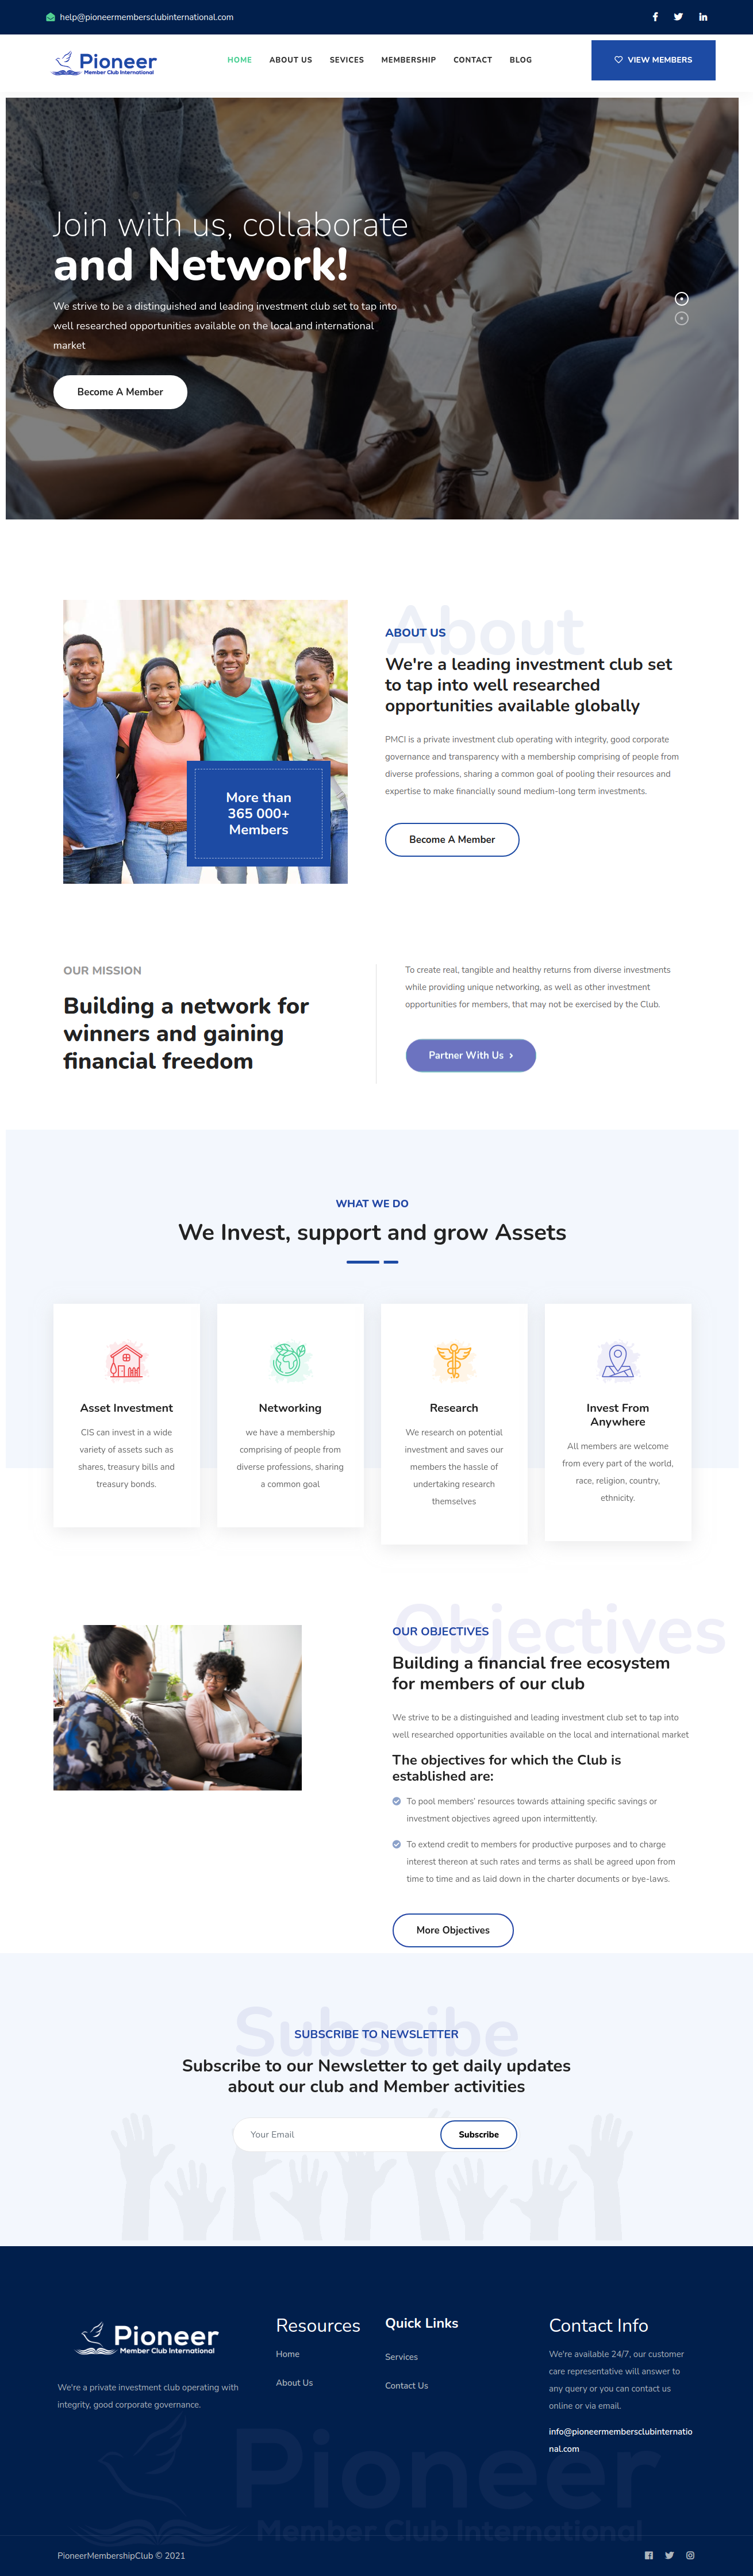 help@pioneermembersclubinternational.com
Pioneer
Member Club International
HOME ABOUT US SEVICES MEMBERSHIP CONTACT BLOG
VIEW MEMBERS
Join with us, collaborate
and Network!
We strive to be a distinguished and leading investment club set to tap into
well researched opportunities available on the local and international
market
Become A Member
More than
365 000+
Members
About
ABOUT US
We're a leading investment club set
to tap into well researched
opportunities available globally
PMCI is a private investment club operating with integrity, good corporate
governance and transparency with a membership comprising of people from
diverse professions, sharing a common goal of pooling their resources and
expertise to make financially sound medium-long term investments.
Become A Member
OUR MISSION
Building a network for
winners and gaining
financial freedom
To create real, tangible and healthy returns from diverse investments
while providing unique networking, as well as other investment
opportunities for members, that may not be exercised by the Club.
Partner With Us
WHAT WE DO
We Invest, support and grow Assets
Asset Investment
CIS can invest in a wide
variety of assets such as
shares, treasury bills and
treasury bonds.
Networking
we have a membership
comprising of people from
diverse professions, sharing
a common goal
Research
We research on potential
investment and saves our
members the hassle of
undertaking research
themselves
Invest From
Anywhere
All members are welcome
from every part of the world,
race, religion, country,
ethnicity.
Objectives
OUR OBJECTIVES
Building a financial free ecosystem
for members of our club
We strive to be a distinguished and leading investment club set to tap into
well researched opportunities available on the local and international market
The objectives for which the Club is
established are:
To pool members' resources towards attaining specific savings or
investment objectives agreed upon intermittently.
To extend credit to members for productive purposes and to charge
interest thereon at such rates and terms as shall be agreed upon from
time to time and as laid down in the charter documents or bye-laws.
More Objectives
Subscibe
SUBSCRIBE TO NEWSLETTER
Subscribe to our Newsletter to get daily updates
about our club and Member activities
Your Email
Subscribe
Pioneer
Member Club International
We're a private investment club operating with
integrity, good corporate governance.
Resources
Home
About Us
Quick Links
Services
Contact Us
Contact Info
We're available 24/7, our customer
care representative will answer to
any query or you can contact us
online or via email.
info@pioneermembersclubinternatio
nal.com
Pioneer
Member Club International
PioneerMembershipClub © 2021